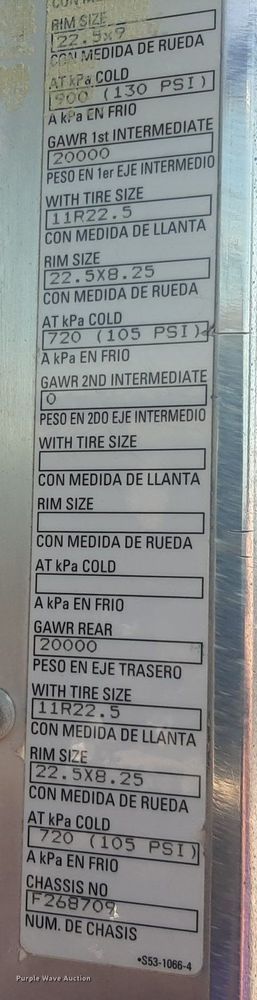 RIM SIZE
22.5x9
CON MEDIDA DE RUEDA
AT kPa COLD
900 (130 PSI)
A kPa EN FRIO
GAWR 1st INTERMEDIATE
20000
PESO EN 1er EJE INTERMEDIO
WITH TIRE SIZE
11R22.5
CON MEDIDA DE LLANTA
RIM SIZE
22.5X8.25
CON MEDIDA DE RUEDA
AT kPa COLD
720 (105 PSI)
A kPa EN FRIO
GAWR 2ND INTERMEDIATE
0
PESO EN 2DO EJE INTERMEDIO
WITH TIRE SIZE
CON MEDIDA DE LLANTA
RIM SIZE
CON MEDIDA DE RUEDA
AT kPa COLD
A kPa EN FRIO
GAWR REAR
20000
PESO EN EJE TRASERO
WITH TIRE SIZE
11R22.5
CON MEDIDA DE LLANTA
RIM SIZE
22.5X8.25
CON MEDIDA DE RUEDA
AT kPa COLD
720 (105 PSI)
A kPa EN FRIO
CHASSIS NO
F268709
NUM. DE CHASIS
•S53-1066-4
Purple Wave Auction